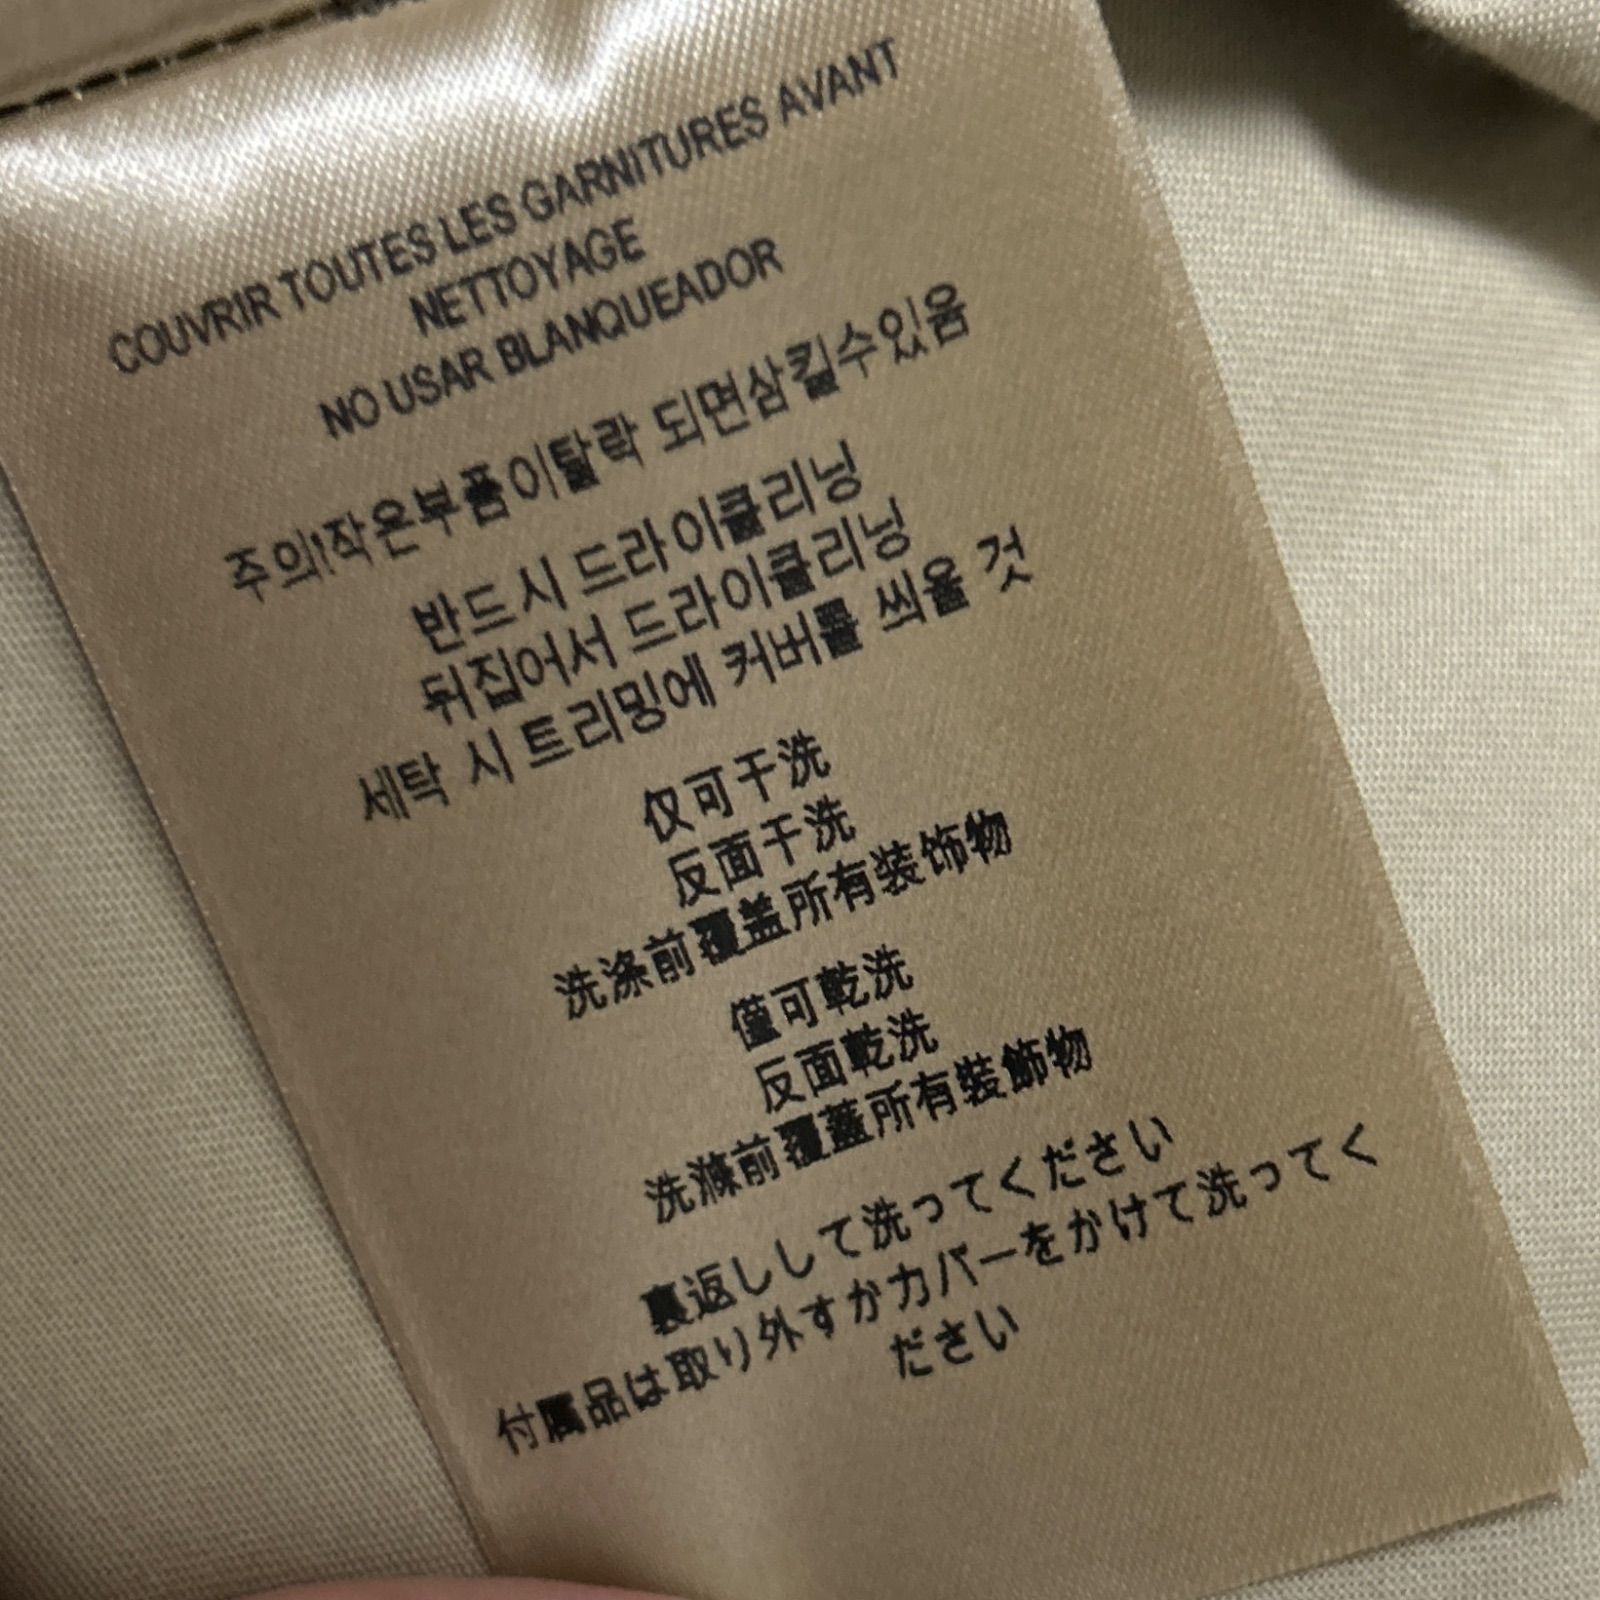 COUVRIR TOUTES LES GARNITURES AVANT
NETTOYAGE
NO USAR BLANQUEADOR
주의!작은부품이탈락 되면삼킬수있음
반드시 드라이클리닝
뒤집어서 드라이클리닝
세탁 시 트리밍에 커버를 씌울 것
仅可干洗
反面干洗
洗涤前覆盖所有装饰物
僅可乾洗
反面乾洗
洗滌前覆蓋所有裝飾物
裏返しして洗ってください
付属品は取り外すかカバーをかけて洗ってく
ださい